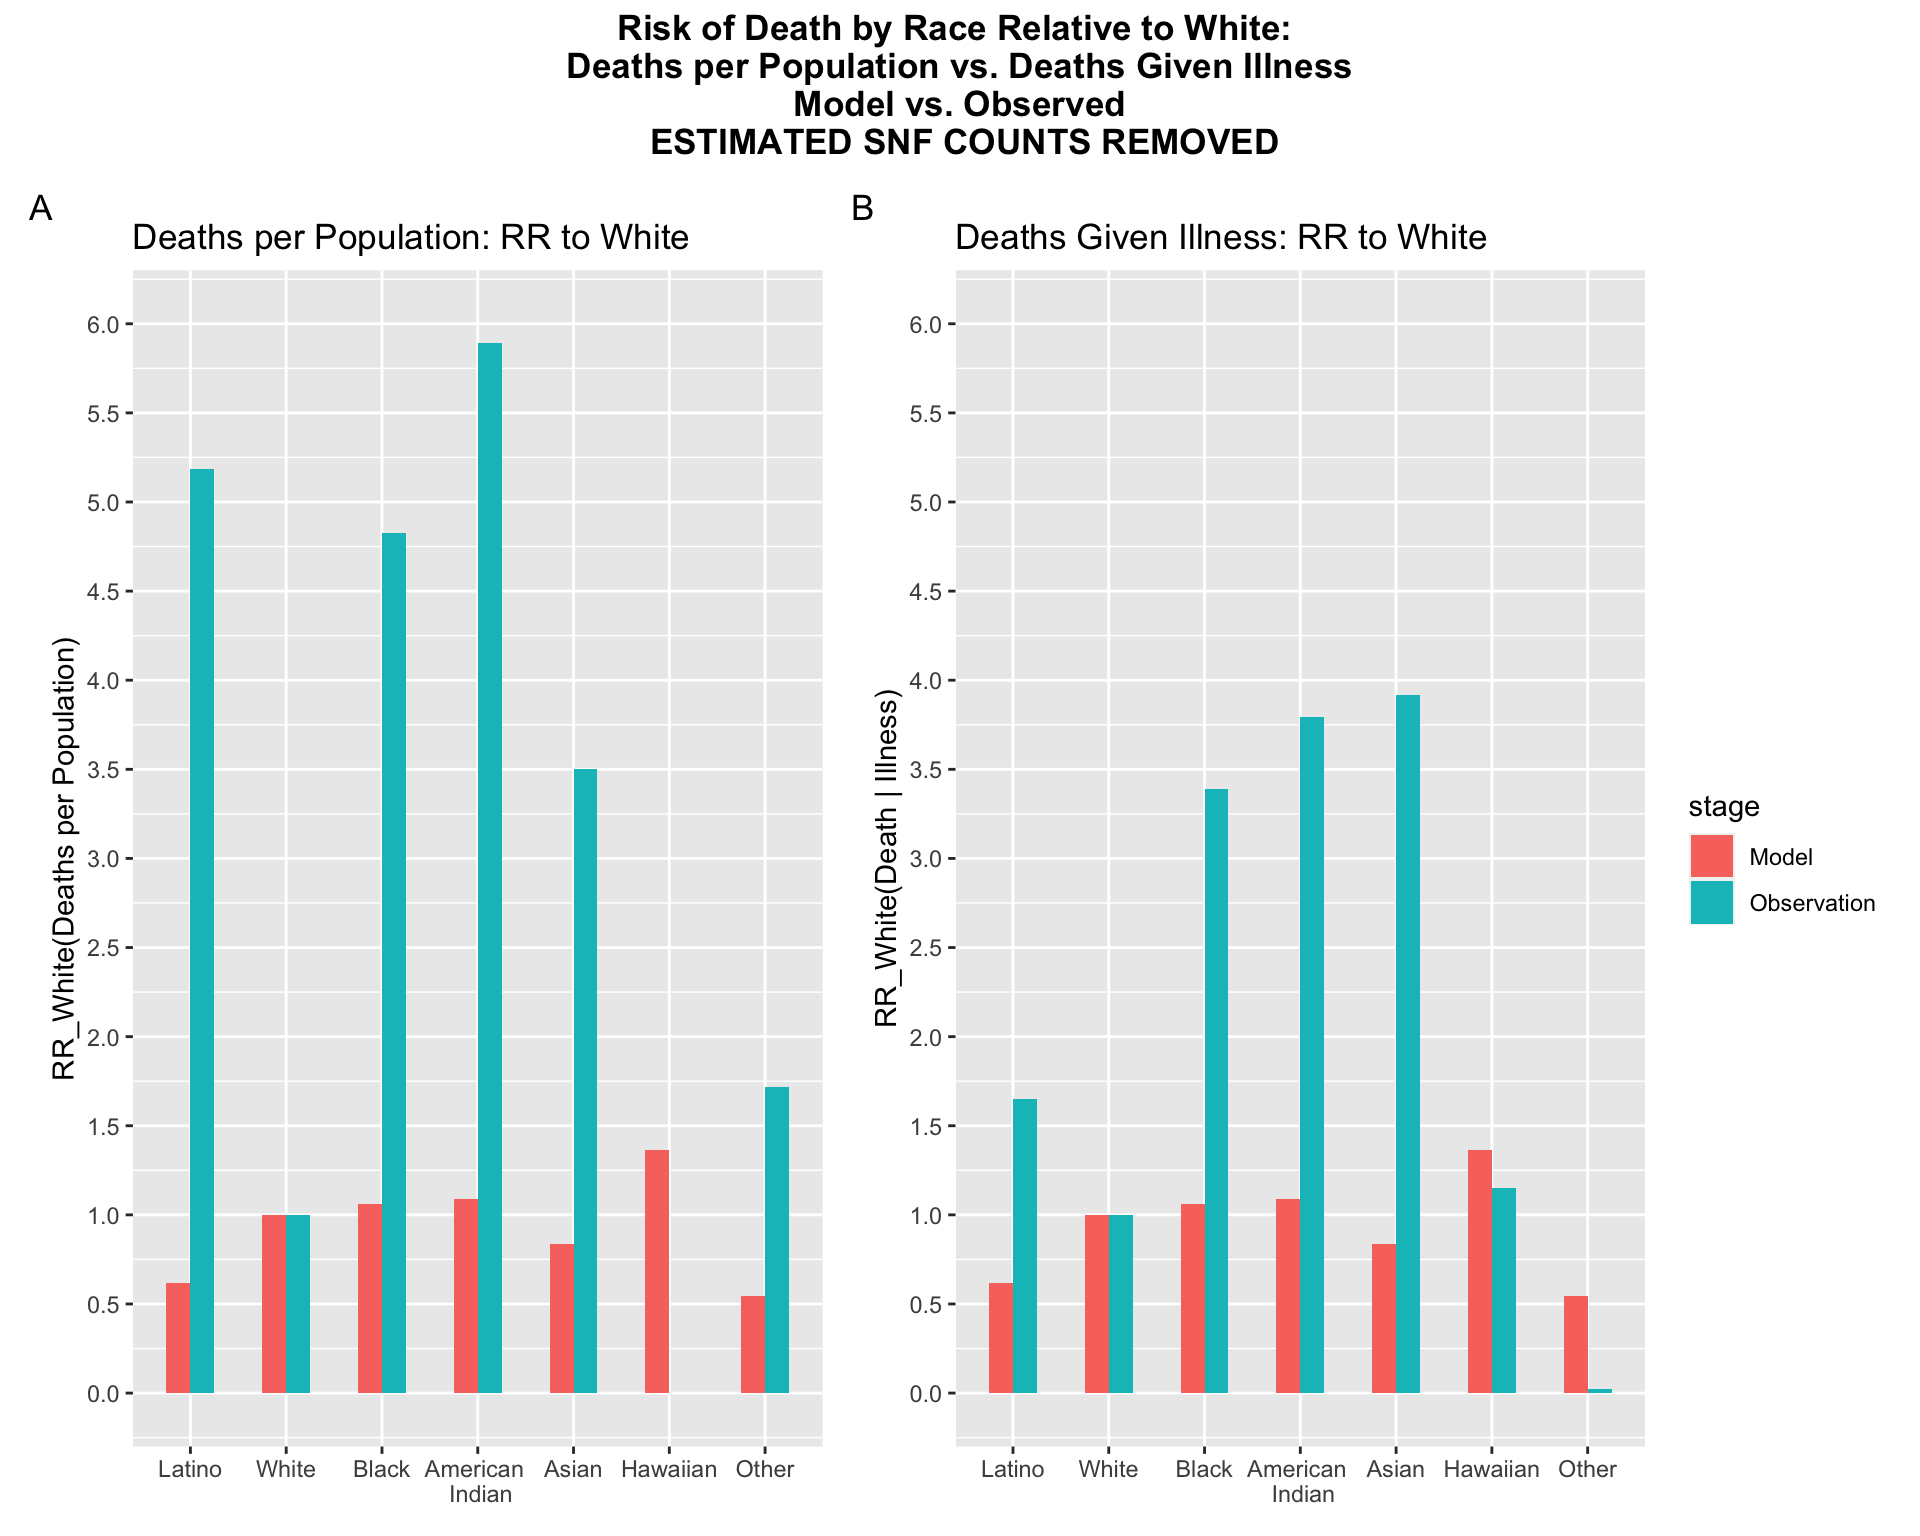 Risk of Death by Race Relative to White:
Deaths per Population vs. Deaths Given Illness
Model vs. Observed
ESTIMATED SNF COUNTS REMOVED
A
Deaths per Population: RR to White
RR_White(Deaths per Population)
6.0
5.5
5.0
4.5
4.0
3.5
3.0
2.5
2.0
1.5
1.0
0.5
0.0
Latino White Black American Asian Hawaiian Other
Indian
B
Deaths Given Illness: RR to White
RR_White(Death | Illness)
6.0
5.5
5.0
4.5
4.0
3.5
3.0
2.5
2.0
1.5
1.0
0.5
0.0
Latino White Black American Asian Hawaiian Other
Indian
stage
Model
Observation